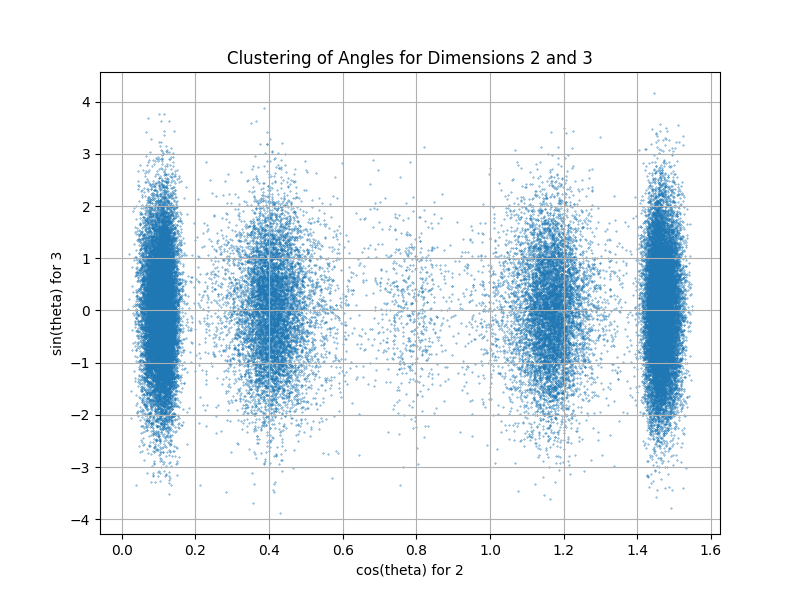 Clustering of Angles for Dimensions 2 and 3
4
3
2
1
0
−1
−2
−3
−4
sin(theta) for 3
0.0 0.2 0.4 0.6 0.8 1.0 1.2 1.4 1.6
cos(theta) for 2